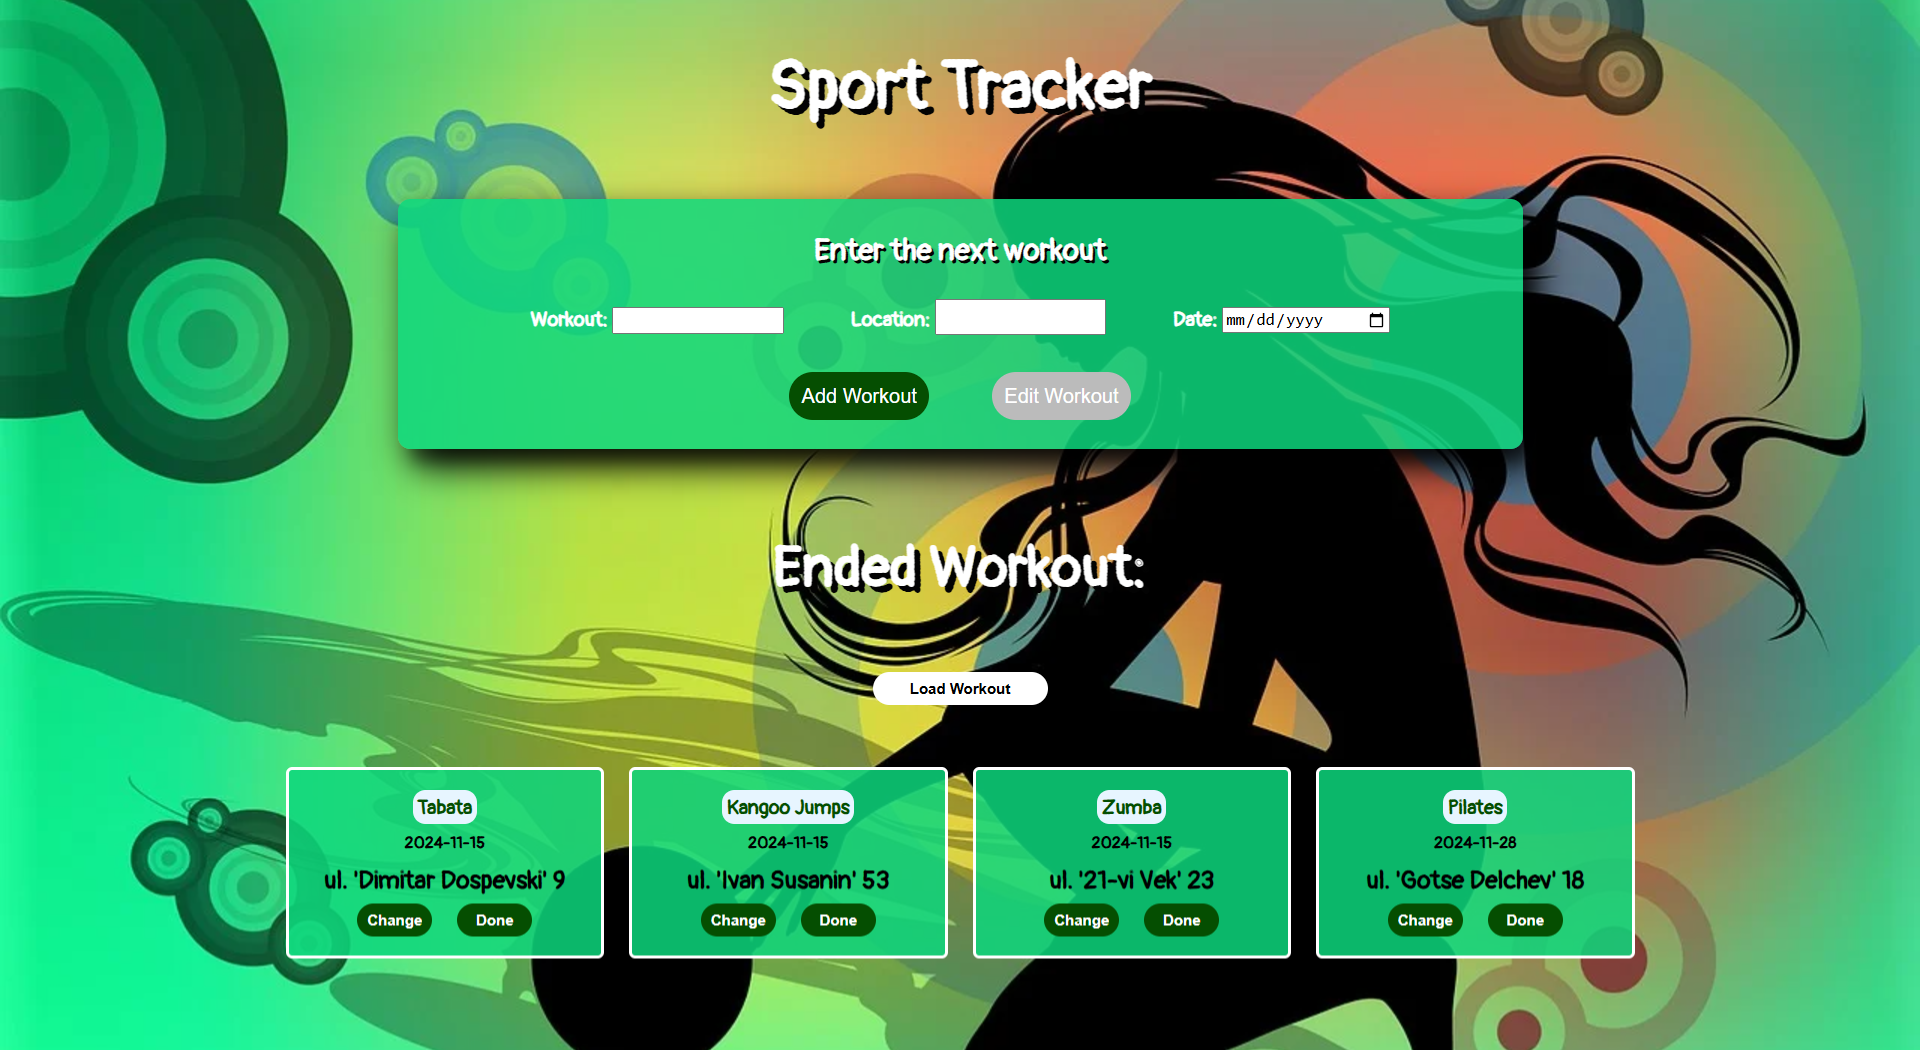 Sport Tracker
Enter the next workout
Workout: Location: Date: mm/dd/yyyy
Add Workout Edit Workout
Ended Workout:
Load Workout
Tabata
2024-11-15
ul. 'Dimitar Dospevski' 9
Change Done
Kangoo Jumps
2024-11-15
ul. 'Ivan Susanin' 53
Change Done
Zumba
2024-11-15
ul. '21-vi Vek' 23
Change Done
Pilates
2024-11-28
ul. 'Gotse Delchev' 18
Change Done